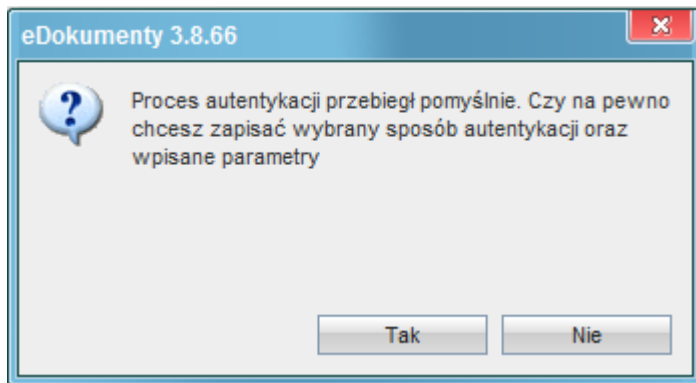 eDokumenty 3.8.66
Proces autentykacji przebiegł pomyślnie. Czy na pewno
chcesz zapisać wybrany sposób autentykacji oraz
wpisane parametry
Tak
Nie